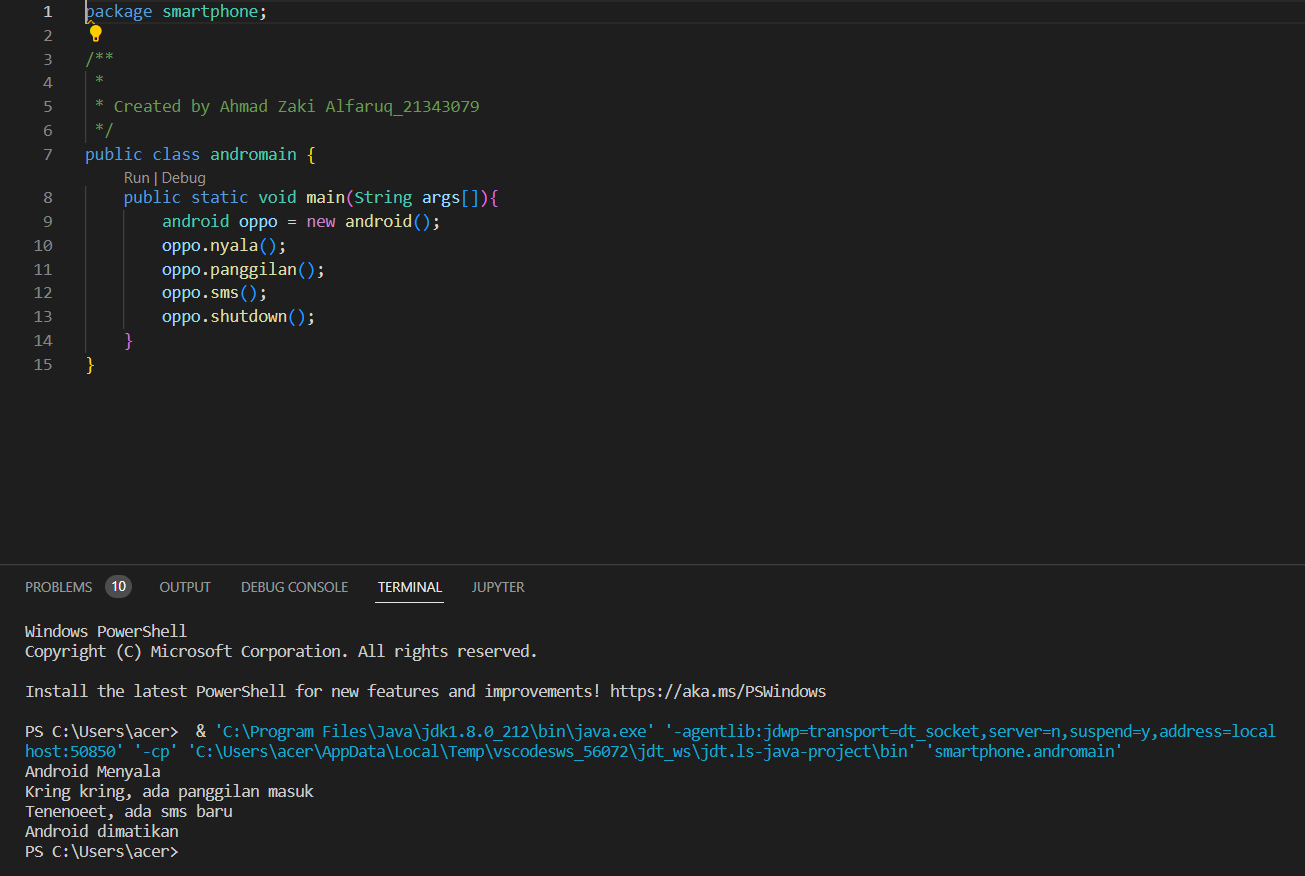 1 package smartphone;
2
3 /**
4 *
5 * Created by Ahmad Zaki Alfaruq_21343079
6 */
7 public class andromain {
Run | Debug
8 public static void main(String args[]){
9 android oppo = new android();
10 oppo.nyala();
11 oppo.panggilan();
12 oppo.sms();
13 oppo.shutdown();
14 }
15 }
PROBLEMS 10 OUTPUT DEBUG CONSOLE TERMINAL JUPYTER
Windows PowerShell
Copyright (C) Microsoft Corporation. All rights reserved.
Install the latest PowerShell for new features and improvements! https://aka.ms/PSWindows
PS C:\Users\acer>  & 'C:\Program Files\Java\jdk1.8.0_212\bin\java.exe' '-agentlib:jdwp=transport=dt_socket,server=n,suspend=y,address=local
host:50850' '-cp' 'C:\Users\acer\AppData\Local\Temp\vscodesws_56072\jdt_ws\jdt.ls-java-project\bin' 'smartphone.andromain'
Android Menyala
Kring kring, ada panggilan masuk
Tenenoeet, ada sms baru
Android dimatikan
PS C:\Users\acer>